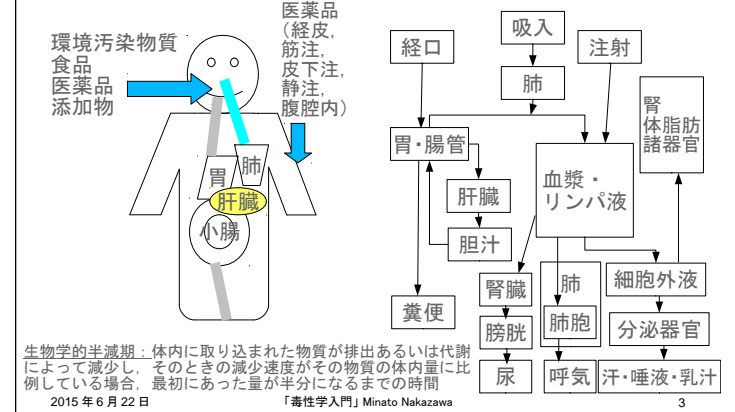 環境汚染物質
食品
医薬品
添加物
医薬品
(経皮,
筋注,
皮下注,
静注,
腹腔内)
胃
肺
肝臓
小腸
経口
吸入
注射
肺
腎
体脂肪
諸器官
胃・腸管
血漿・
リンパ液
肝臓
胆汁
糞便
腎臓
膀胱
尿
肺
肺胞
呼気
細胞外液
分泌器官
汗・唾液・乳汁
生物学的半減期:体内に取り込まれた物質が排出あるいは代謝
によって減少し,そのときの減少速度がその物質の体内量に比
例している場合,最初にあった量が半分になるまでの時間
2015 年 6 月 22 日
「毒性学入門」 Minato Nakazawa
3